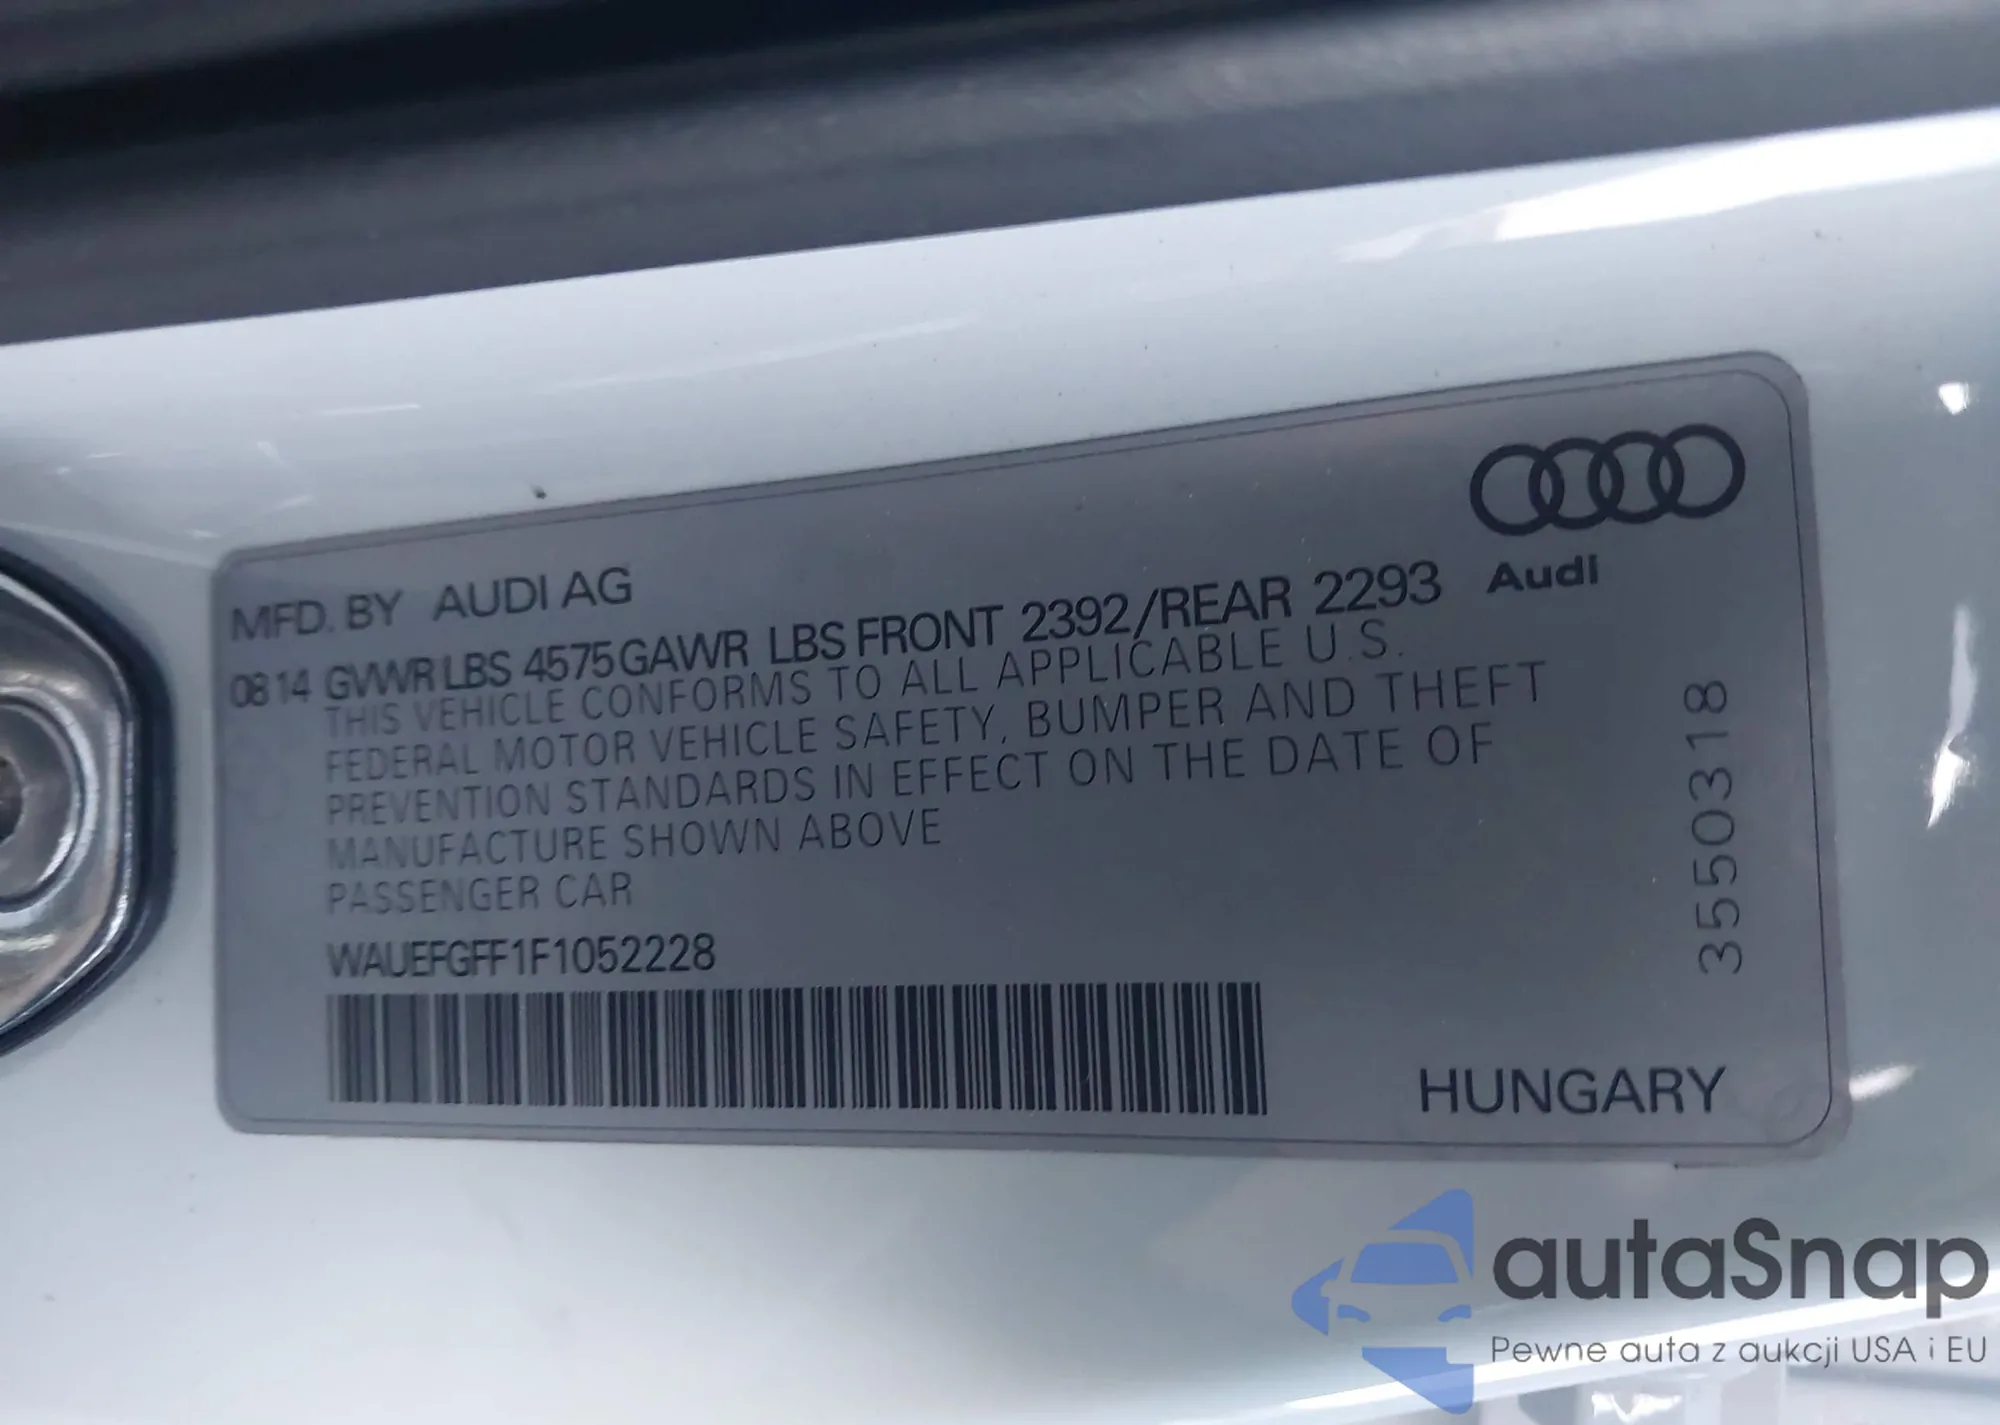 MFD. BY AUDI AG
0814 GVWR LBS 4575 GAWR LBS FRONT 2392/REAR 2293
Audi
THIS VEHICLE CONFORMS TO ALL APPLICABLE U.S.
FEDERAL MOTOR VEHICLE SAFETY, BUMPER AND THEFT
PREVENTION STANDARDS IN EFFECT ON THE DATE OF
MANUFACTURE SHOWN ABOVE
PASSENGER CAR
WAUEFGFF1F1052228
3550318
HUNGARY
autaSnap
Pewne auta z aukcji USA i EU